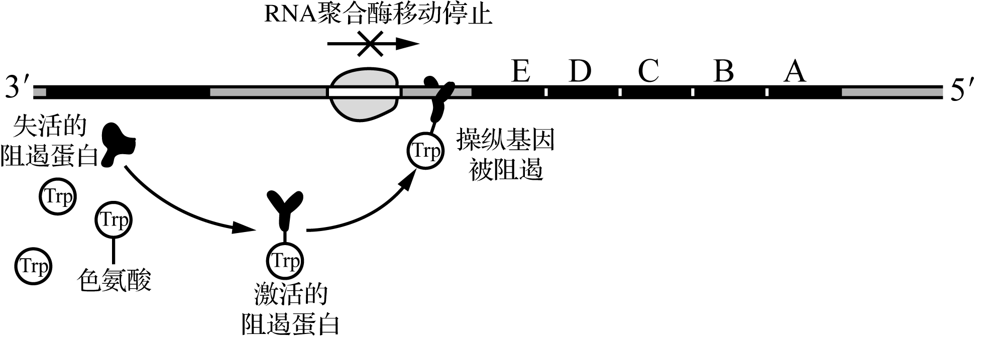 RNA聚合酶移动停止
3′ E D C B A 5′
失活的
阻遏蛋白
操纵基因
被阻遏
Trp
Trp
Trp
Trp
色氨酸
Trp
激活的
阻遏蛋白